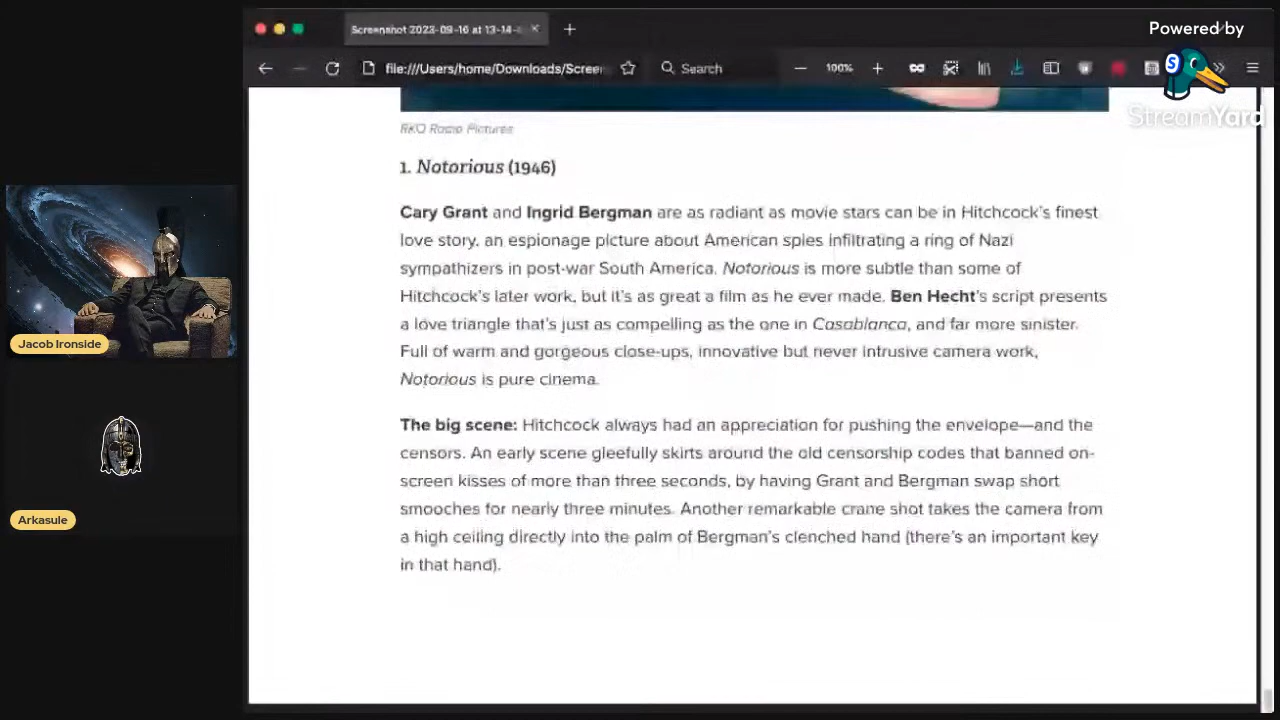 Screenshot 2023-09-16 at 13-14-
file:///Users/home/Downloads/Screen
Search
100%
Powered by
StreamYard
RKO Radio Pictures
1. Notorious (1946)
Cary Grant and Ingrid Bergman are as radiant as movie stars can be in Hitchcock's finest
love story, an espionage picture about American spies infiltrating a ring of Nazi
sympathizers in post-war South America. Notorious is more subtle than some of
Hitchcock's later work, but it's as great a film as he ever made. Ben Hecht's script presents
a love triangle that's just as compelling as the one in Casablanca, and far more sinister.
Full of warm and gorgeous close-ups, innovative but never intrusive camera work,
Notorious is pure cinema.
The big scene: Hitchcock always had an appreciation for pushing the envelope—and the
censors. An early scene gleefully skirts around the old censorship codes that banned on-
screen kisses of more than three seconds, by having Grant and Bergman swap short
smooches for nearly three minutes. Another remarkable crane shot takes the camera from
a high ceiling directly into the palm of Bergman's clenched hand (there's an important key
in that hand).
Jacob Ironside
Arkasule